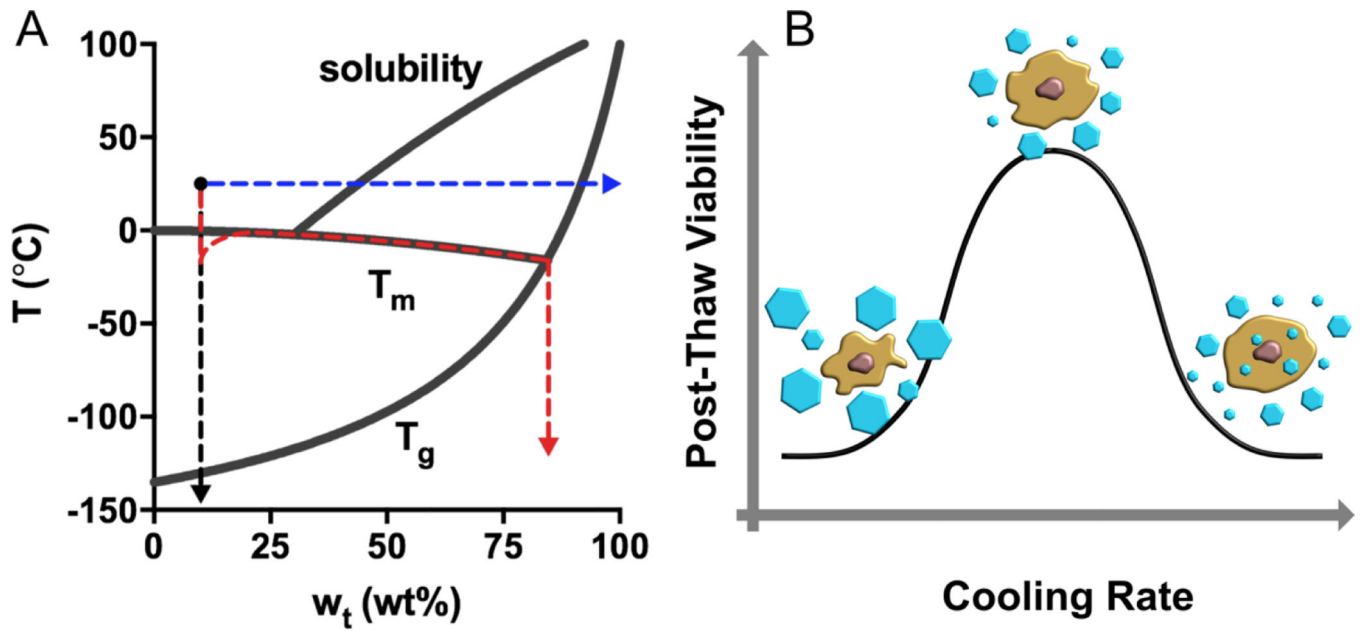 A
100
50
0
-50
-100
-150
T (°C)
solubility
Tm
Tg
0
25
50
75
100
wt (wt%)
B
Post-Thaw Viability
Cooling Rate